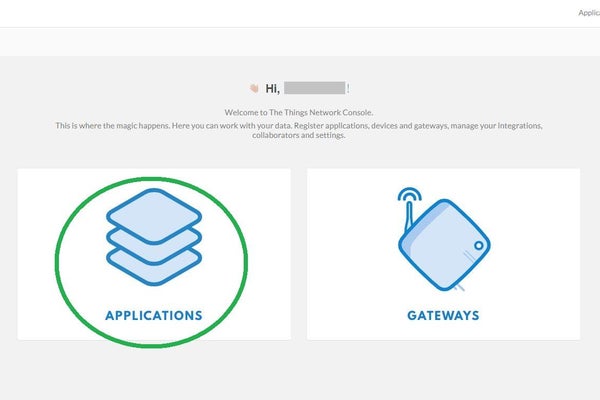 Applica
Hi, !
Welcome to The Things Network Console.
This is where the magic happens. Here you can work with your data. Register applications, devices and gateways, manage your integrations,
collaborators and settings.
APPLICATIONS
GATEWAYS